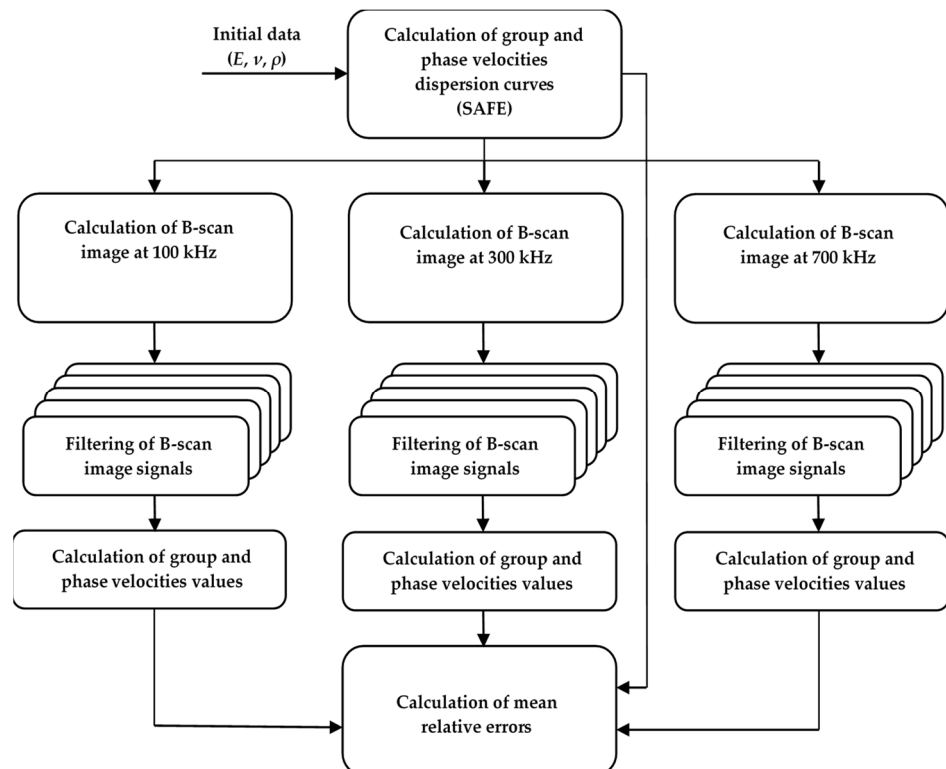 Initial data
(E, ν, ρ)
Calculation of group and
phase velocities
dispersion curves
(SAFE)
Calculation of B-scan
image at 100 kHz
Calculation of B-scan
image at 300 kHz
Calculation of B-scan
image at 700 kHz
Filtering of B-scan
image signals
Filtering of B-scan
image signals
Filtering of B-scan
image signals
Calculation of group and
phase velocities values
Calculation of group and
phase velocities values
Calculation of group and
phase velocities values
Calculation of mean
relative errors